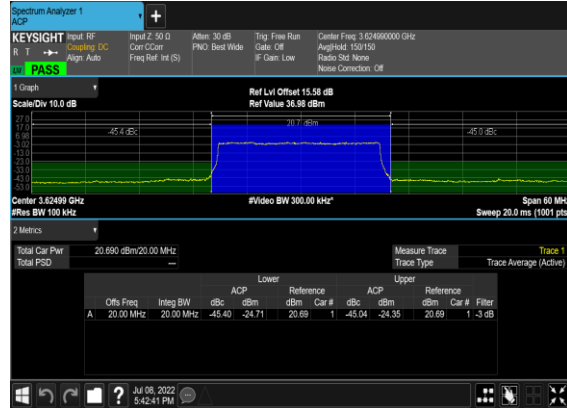 Spectrum Analyzer 1
ACP
KEYSIGHT Input: RF Input Z: 50 Ω Atten: 30 dB Trig: Free Run Center Freq: 3.624990000 GHz
R T Coupling: DC Corr CCorr PNO: Best Wide Gate: Off Avg|Hold: 150/150
Align: Auto Freq Ref: Int (S) IF Gain: Low Radio Std: None
LW PASS Noise Correction: Off
1 Graph Ref Lvl Offset 15.58 dB
Scale/Div 10.0 dB Ref Value 36.98 dBm
27.0
17.0 -45.4 dBc 20.7 dBm -45.0 dBc
6.98
-3.02
-13.0
-23.0
-33.0
-43.0
-53.0
Center 3.62499 GHz #Video BW 300.00 kHz* Span 60 MHz
#Res BW 100 kHz Sweep 20.0 ms (1001 pts)
2 Metrics
Total Car Pwr 20.690 dBm/20.00 MHz Measure Trace Trace 1
Total PSD --- Trace Type Trace Average (Active)
Lower Upper
ACP Reference ACP Reference
Offs Freq Integ BW dBc dBm dBm Car # dBc dBm dBm Car # Filter
A 20.00 MHz 20.00 MHz -45.40 -24.71 20.69 1 -45.04 -24.35 20.69 1 -3 dB
Jul 08, 2022
5:42:41 PM